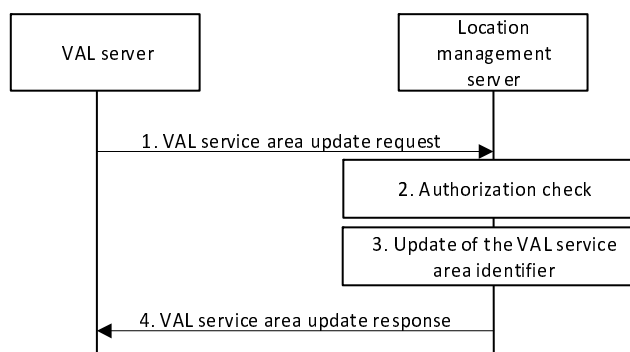 VAL server
Location
management
server
1. VAL service area update request
2. Authorization check
3. Update of the VAL service
area identifier
4. VAL service area update response